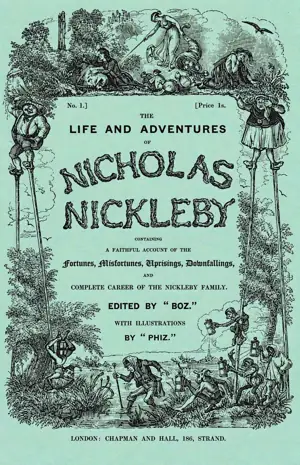 No. 1.] [Price 1s.
THE
LIFE AND ADVENTURES
OF
NICHOLAS
NICKLEBY
CONTAINING
A FAITHFUL ACCOUNT OF THE
Fortunes, Misfortunes, Uprisings, Downfallings,
AND
COMPLETE CAREER OF THE NICKLEBY FAMILY.
EDITED BY “BOZ.”
WITH ILLUSTRATIONS
BY “PHIZ.”
LONDON: CHAPMAN AND HALL, 186, STRAND.